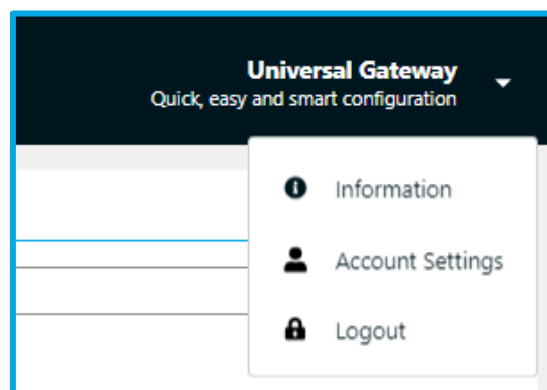 Universal Gateway
Quick, easy and smart configuration
Information
Account Settings
Logout